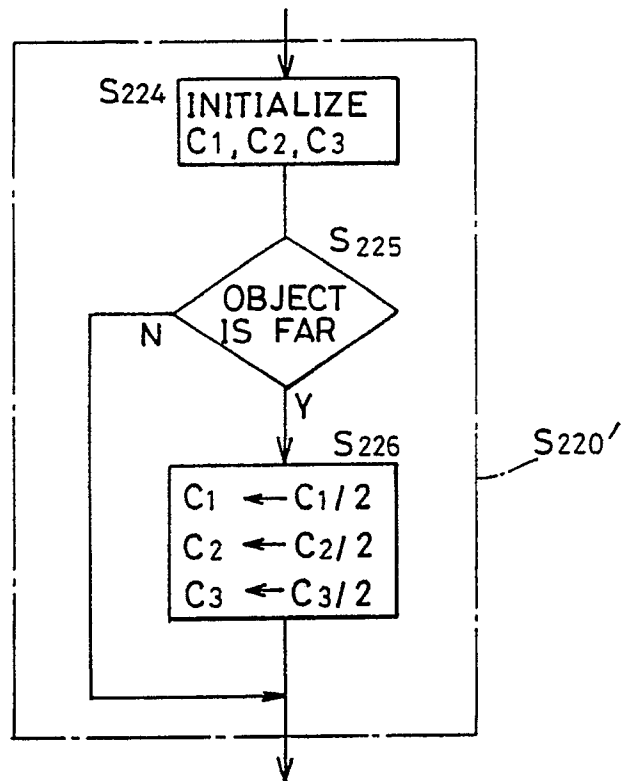 S224
INITIALIZE
C1, C2, C3
S225
OBJECT
IS FAR
N
Y
S226
C1 ← C1/2
C2 ← C2/2
C3 ← C3/2
S220'